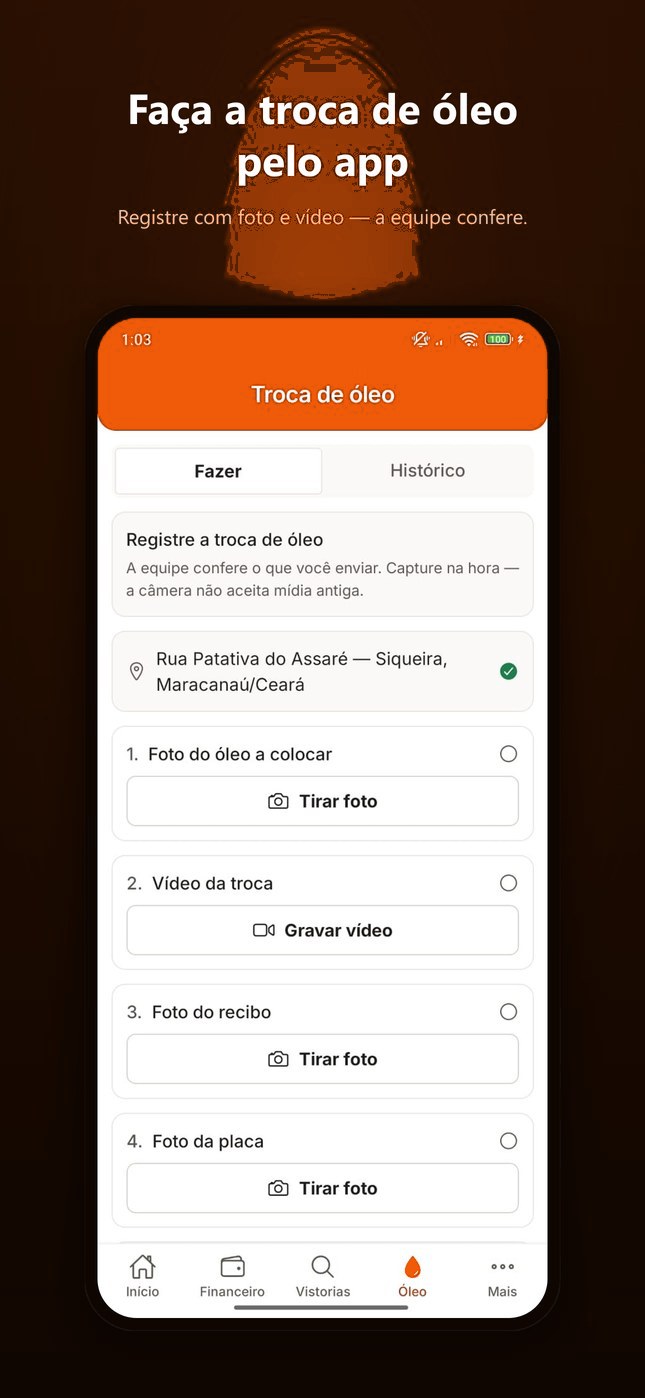 Faça a troca de óleo
pelo app
Registre com foto e vídeo — a equipe confere.
1:03
100
Troca de óleo
Fazer
Histórico
Registre a troca de óleo
A equipe confere o que você enviar. Capture na hora —
a câmera não aceita mídia antiga.
Rua Patativa do Assaré — Siqueira,
Maracanaú/Ceará
1. Foto do óleo a colocar
Tirar foto
2. Vídeo da troca
Gravar vídeo
3. Foto do recibo
Tirar foto
4. Foto da placa
Tirar foto
Início
Financeiro
Vistorias
Óleo
Mais